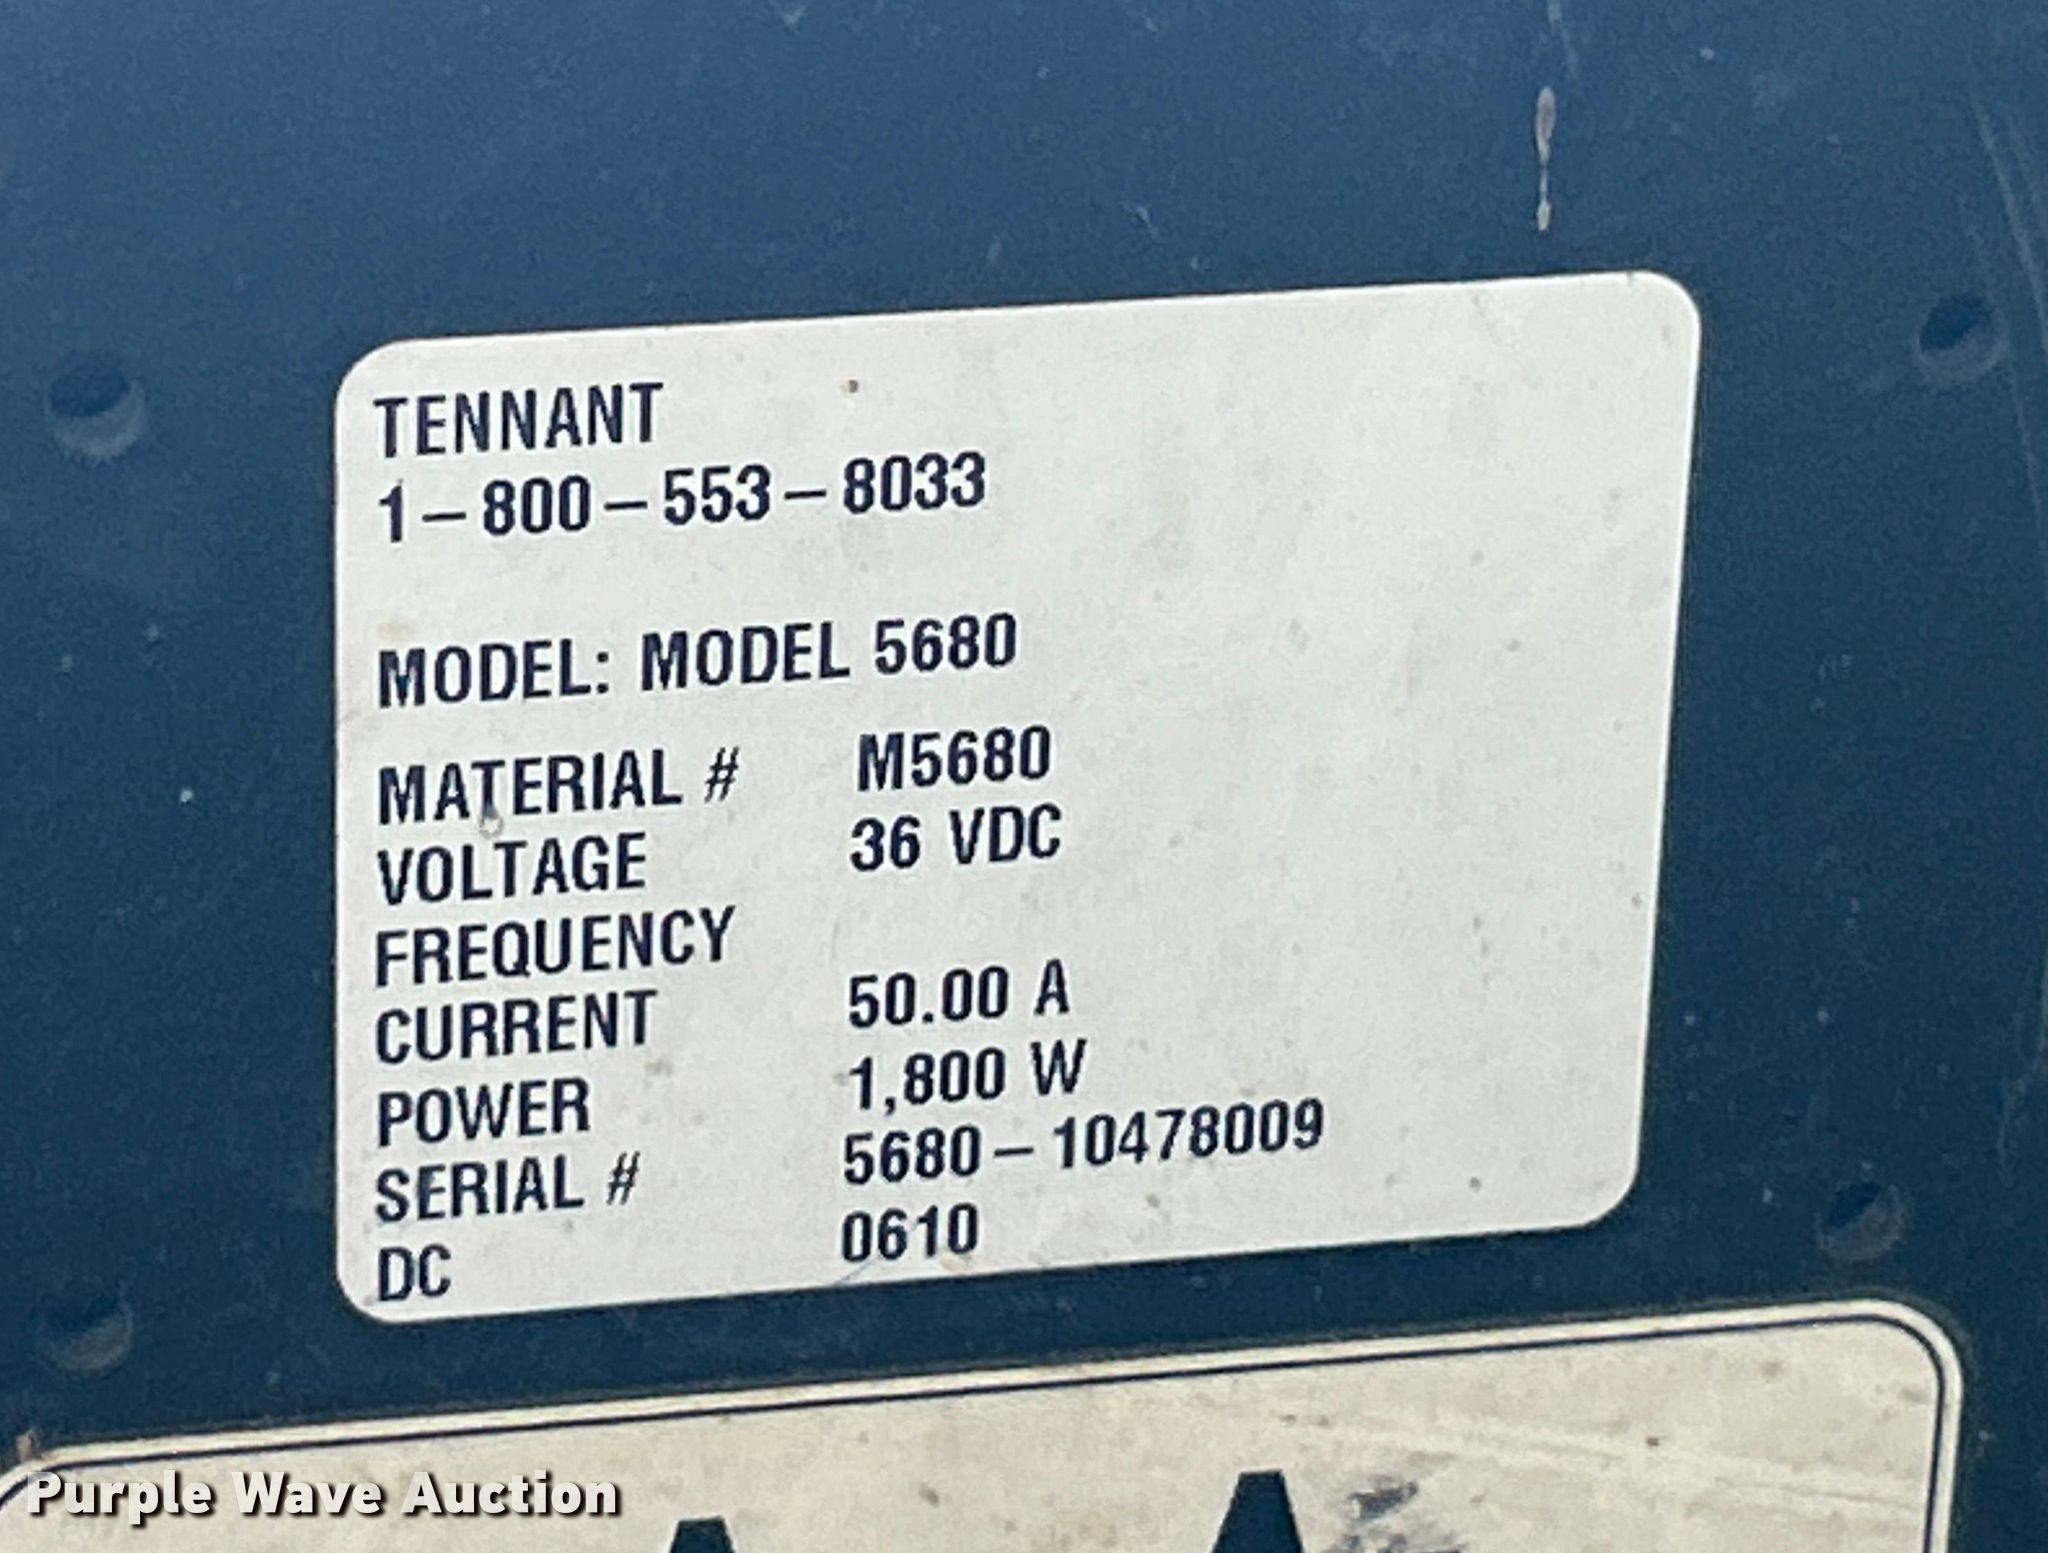 TENNANT
1-800-553-8033
MODEL: MODEL 5680
MATERIAL # M5680
VOLTAGE 36 VDC
FREQUENCY
CURRENT 50.00 A
POWER 1,800 W
SERIAL # 5680-10478009
DC 0610
Purple Wave Auction